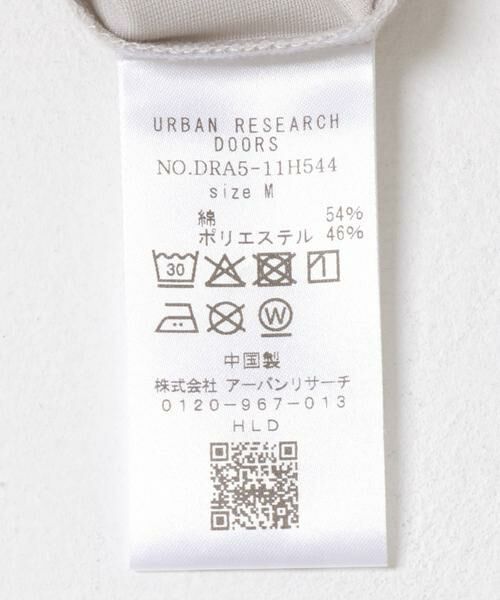 URBAN RESEARCH
DOORS
NO.DRA5-11H544
size M
綿 54%
ポリエステル 46%
30
W
中国製
株式会社 アーバンリサーチ
0120-967-013
HLD